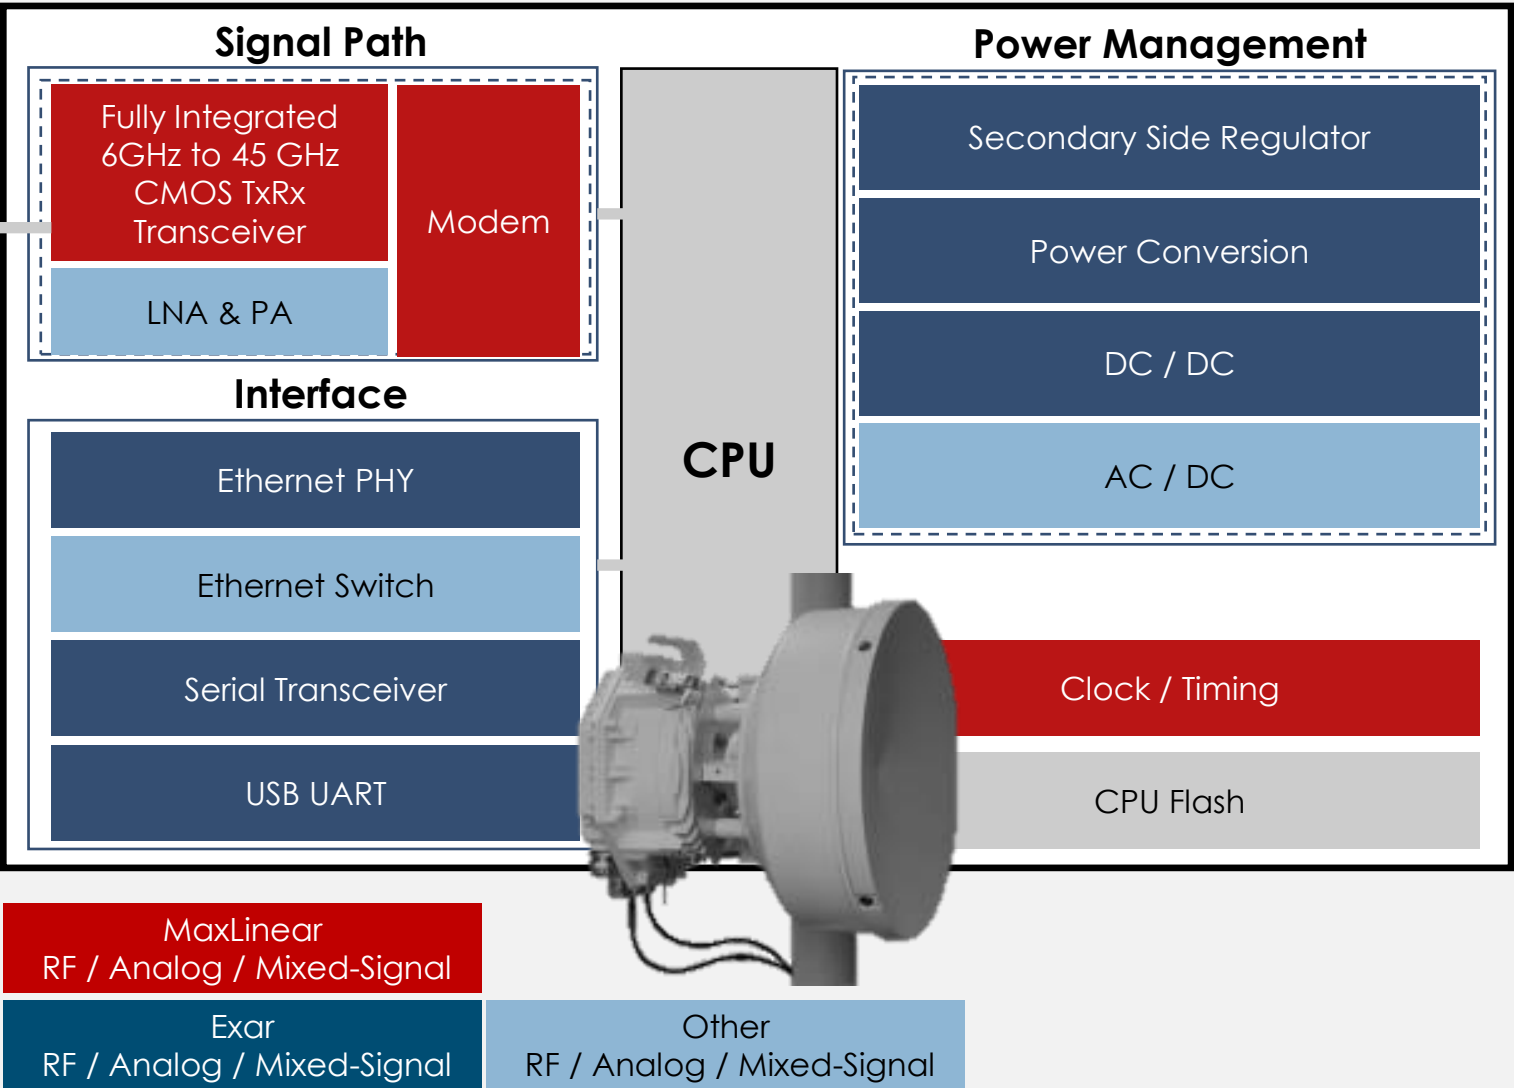 Signal Path
Fully Integrated
6GHz to 45 GHz
CMOS TxRx
Transceiver
Modem
LNA & PA
Interface
Ethernet PHY
Ethernet Switch
Serial Transceiver
USB UART
CPU
Power Management
Secondary Side Regulator
Power Conversion
DC / DC
AC / DC
Clock / Timing
CPU Flash
MaxLinear
RF / Analog / Mixed-Signal
Exar
RF / Analog / Mixed-Signal
Other
RF / Analog / Mixed-Signal